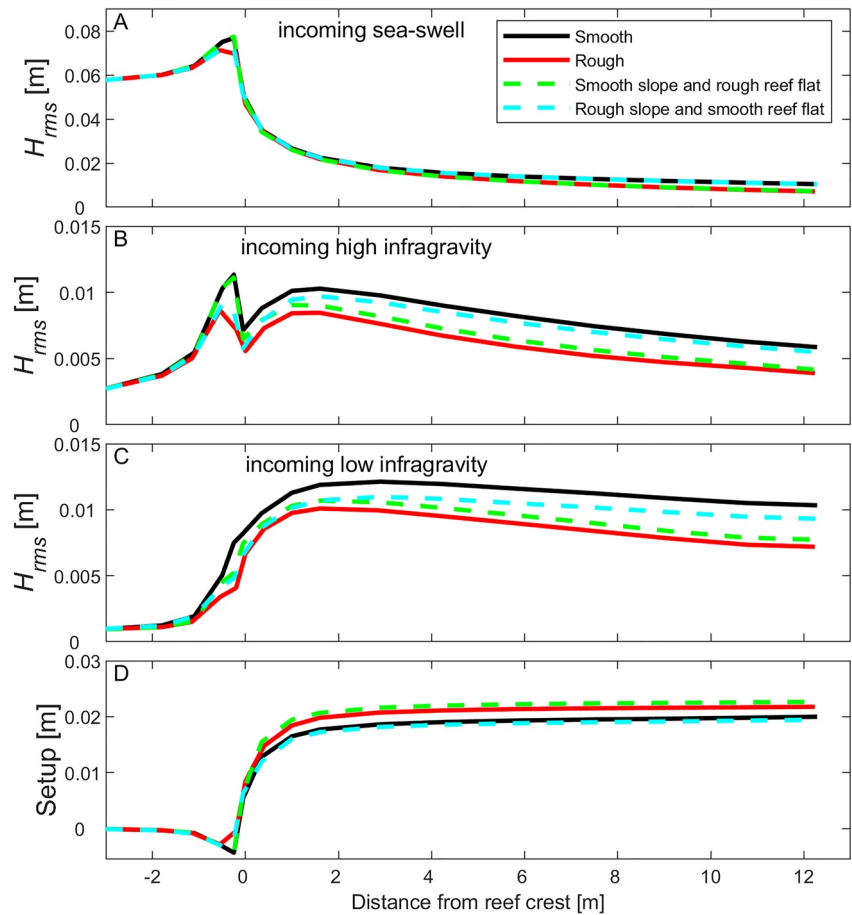 A
incoming sea-swell
Smooth
Rough
Smooth slope and rough reef flat
Rough slope and smooth reef flat
Hrms [m]
0.08
0.06
0.04
0.02
0
B
incoming high infragravity
Hrms [m]
0.015
0.01
0.005
0
C
incoming low infragravity
Hrms [m]
0.015
0.01
0.005
0
D
Setup [m]
0.03
0.02
0.01
0
-2 0 2 4 6 8 10 12
Distance from reef crest [m]